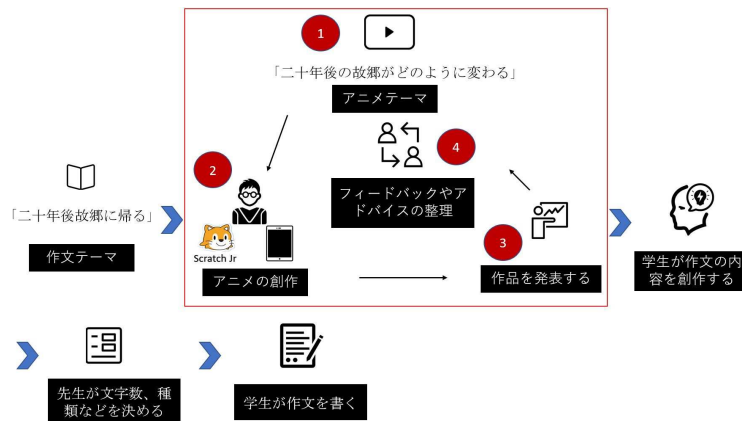 1
「二十年後の故郷がどのように変わる」
アニメテーマ
2
Scratch Jr
アニメの創作
3
作品を発表する
4
フィードバックやア
ドバイスの整理
「二十年後故郷に帰る」
作文テーマ
学生が作文の内
容を創作する
先生が文字数、種
類などを決める
学生が作文を書く